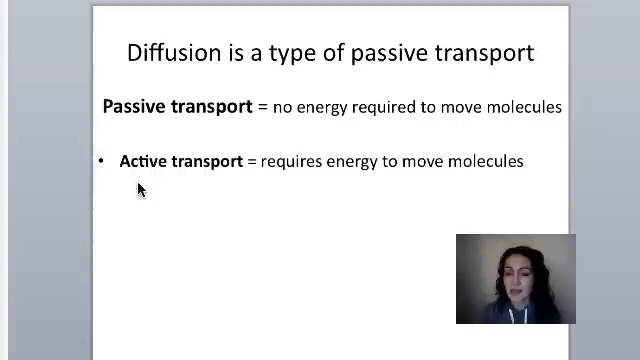 Diffusion is a type of passive transport
Passive transport = no energy required to move molecules
• Active transport = requires energy to move molecules